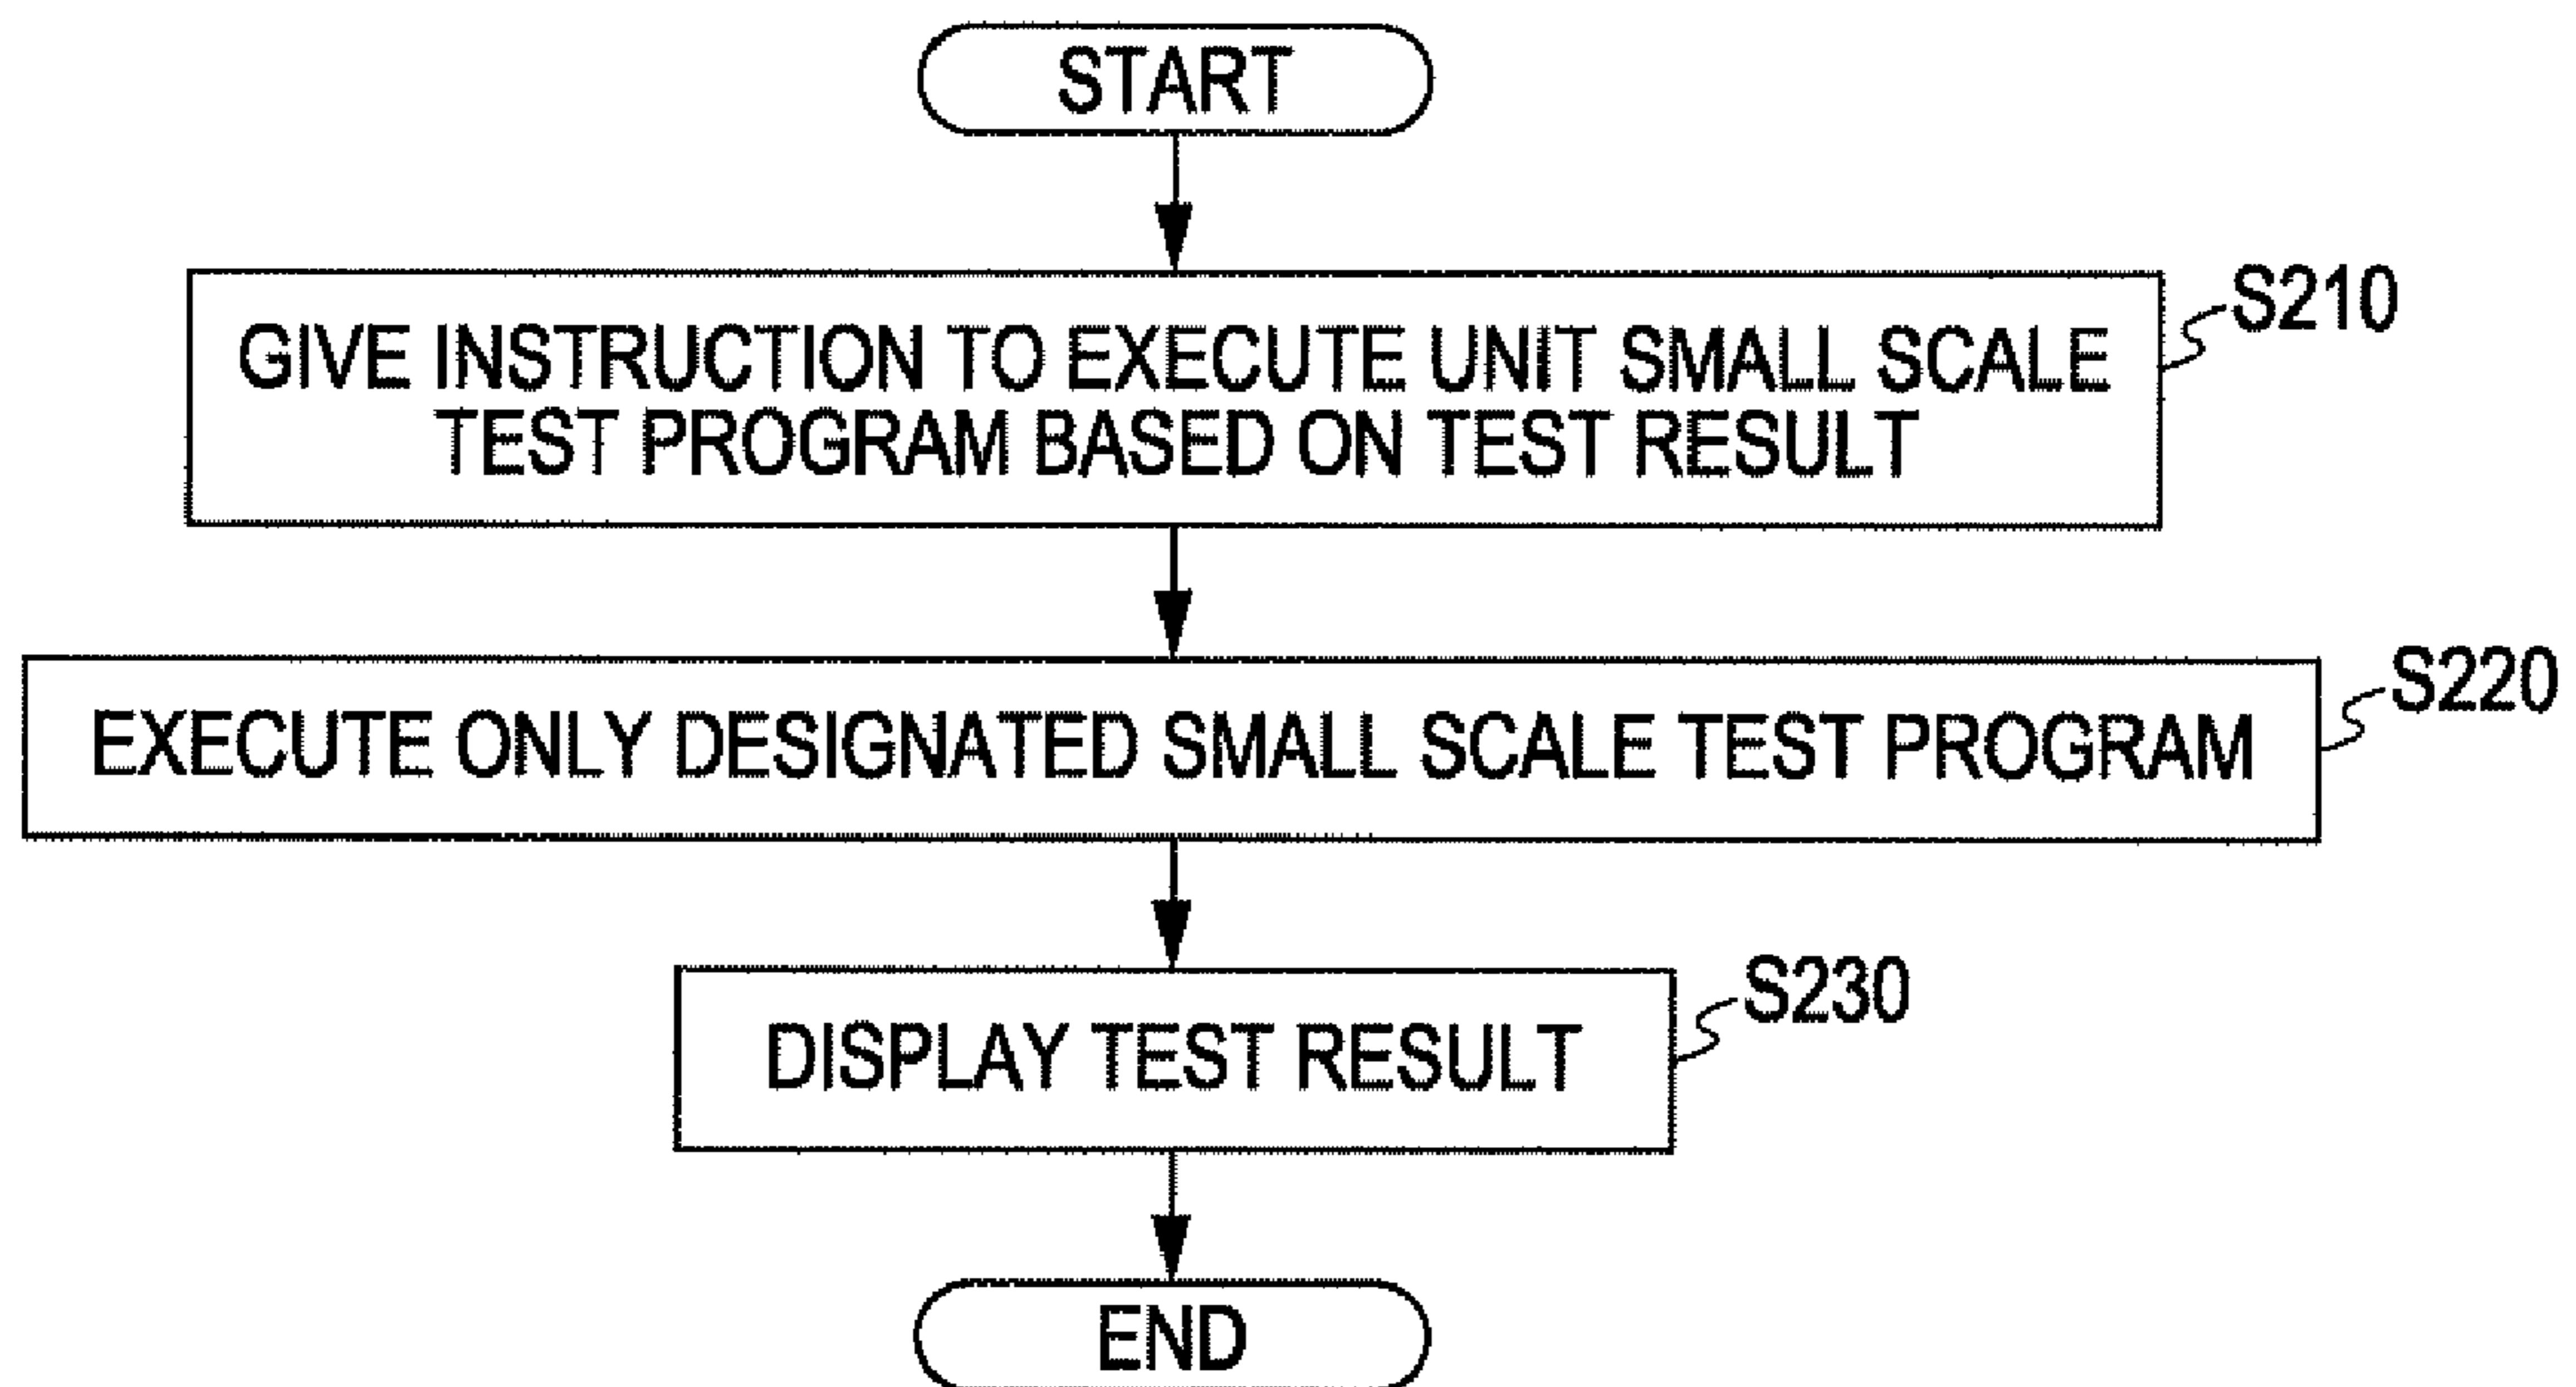 START
GIVE INSTRUCTION TO EXECUTE UNIT SMALL SCALE
TEST PROGRAM BASED ON TEST RESULT
S210
EXECUTE ONLY DESIGNATED SMALL SCALE TEST PROGRAM
S220
DISPLAY TEST RESULT
S230
END